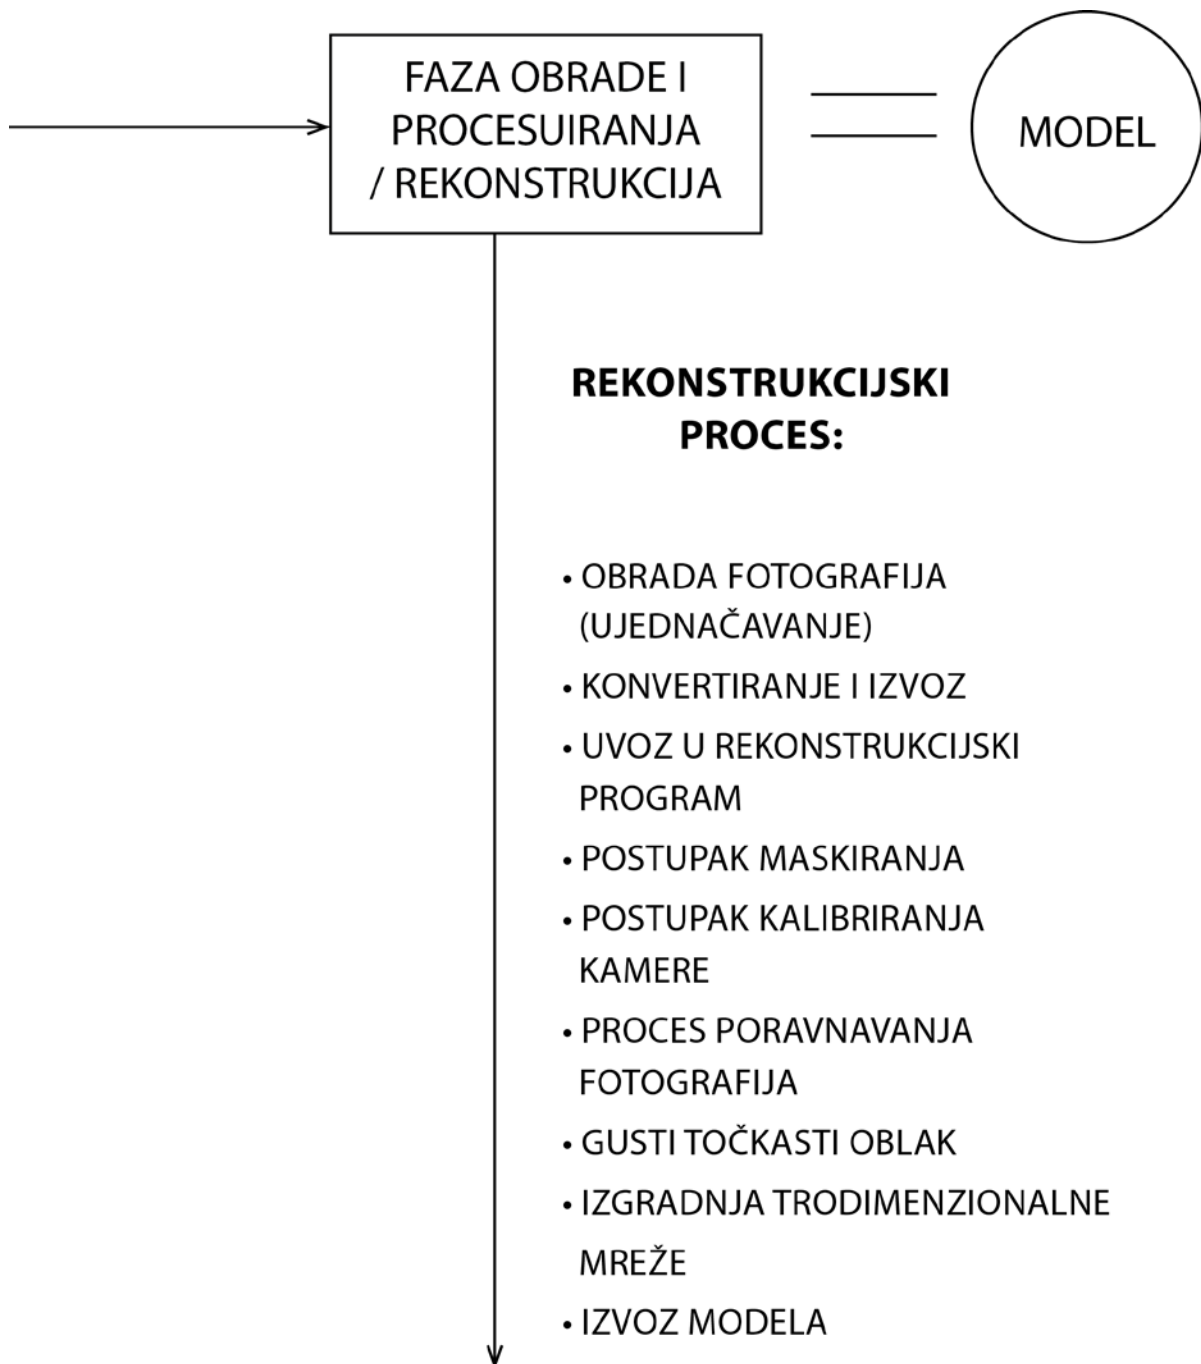 FAZA OBRADE I
PROCESUIRANJA
/ REKONSTRUKCIJA
MODEL
REKONSTRUKCIJSKI
PROCES:
• OBRADA FOTOGRAFIJA
(UJEDNAČAVANJE)
• KONVERTIRANJE I IZVOZ
• UVOZ U REKONSTRUKCIJSKI
PROGRAM
• POSTUPAK MASKIRANJA
• POSTUPAK KALIBRIRANJA
KAMERE
• PROCES PORAVNAVANJA
FOTOGRAFIJA
• GUSTI TOČKASTI OBLAK
• IZGRADNJA TRODIMENZIONALNE
MREŽE
• IZVOZ MODELA